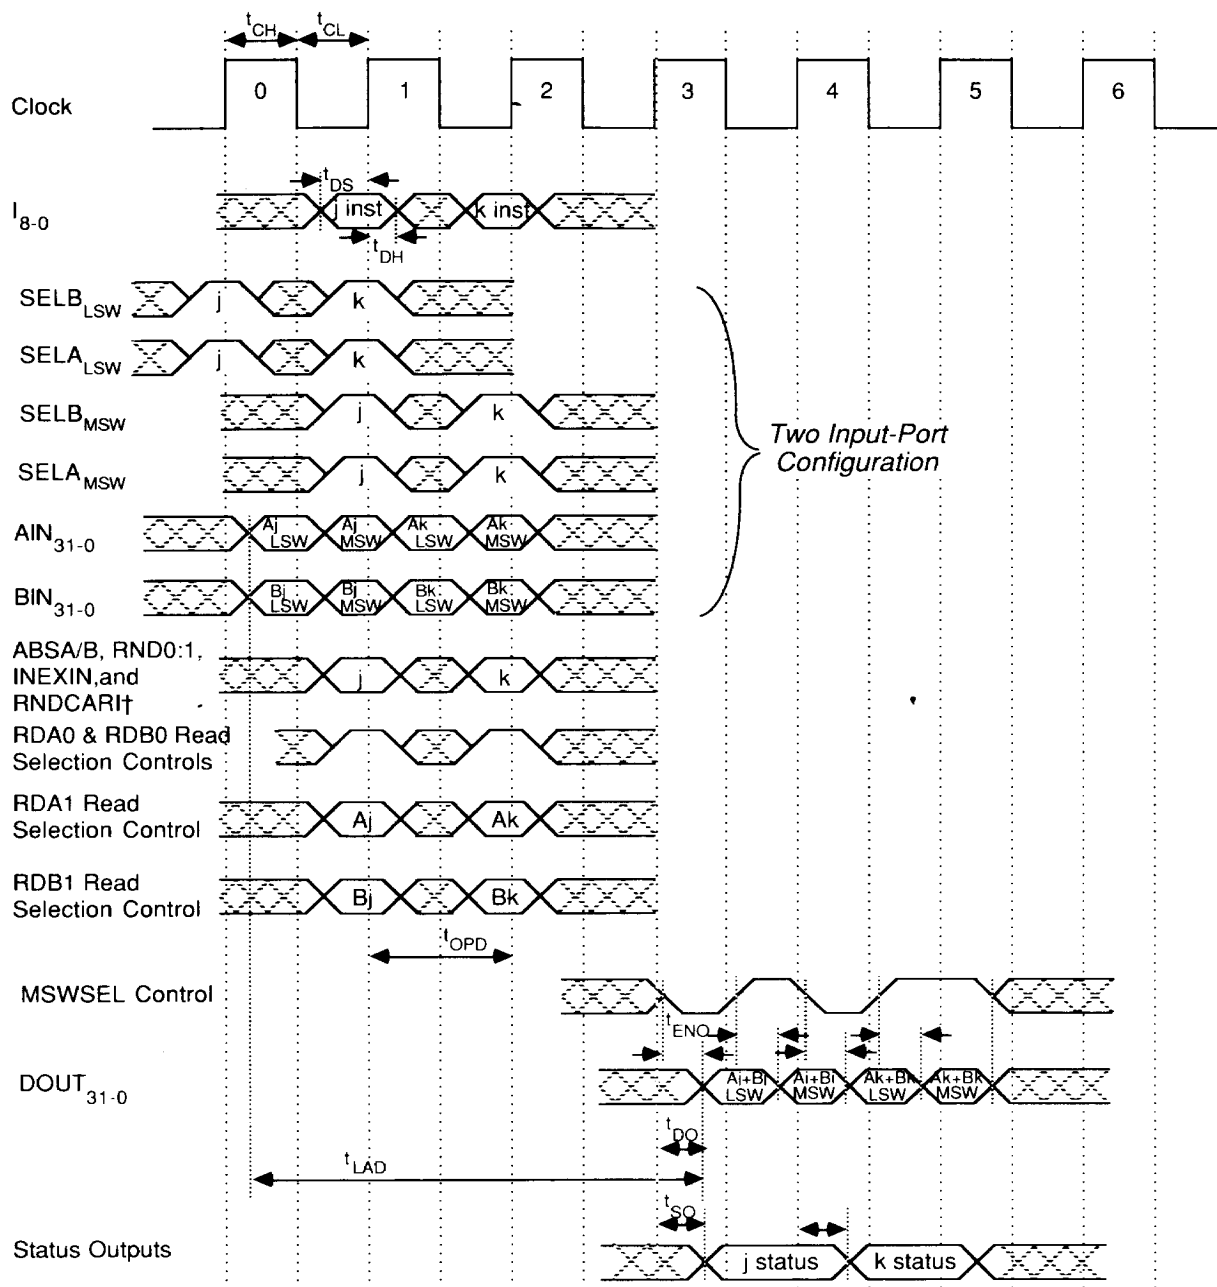 tCH tCL
Clock 0 1 2 3 4 5 6
tDS
I8-0 j inst k inst
tDH
SELBLSW j k
SELALSW j k
SELBMSW j k
SELAMSW j k
Two Input-Port
Configuration
AIN31-0 Aj LSW Aj MSW Ak LSW Ak MSW
BIN31-0 Bj LSW Bj MSW Bk LSW Bk MSW
ABSA/B, RND0:1,
INEXIN,and
RNDCARI† j k
RDA0 & RDB0 Read
Selection Controls
RDA1 Read
Selection Control Aj Ak
RDB1 Read
Selection Control Bj Bk
tOPD
MSWSEL Control
tENO
DOUT31-0 Aj+Bj LSW Aj+Bj MSW Ak+Bk LSW Ak+Bk MSW
tDO
tLAD
tSO
Status Outputs j status k status